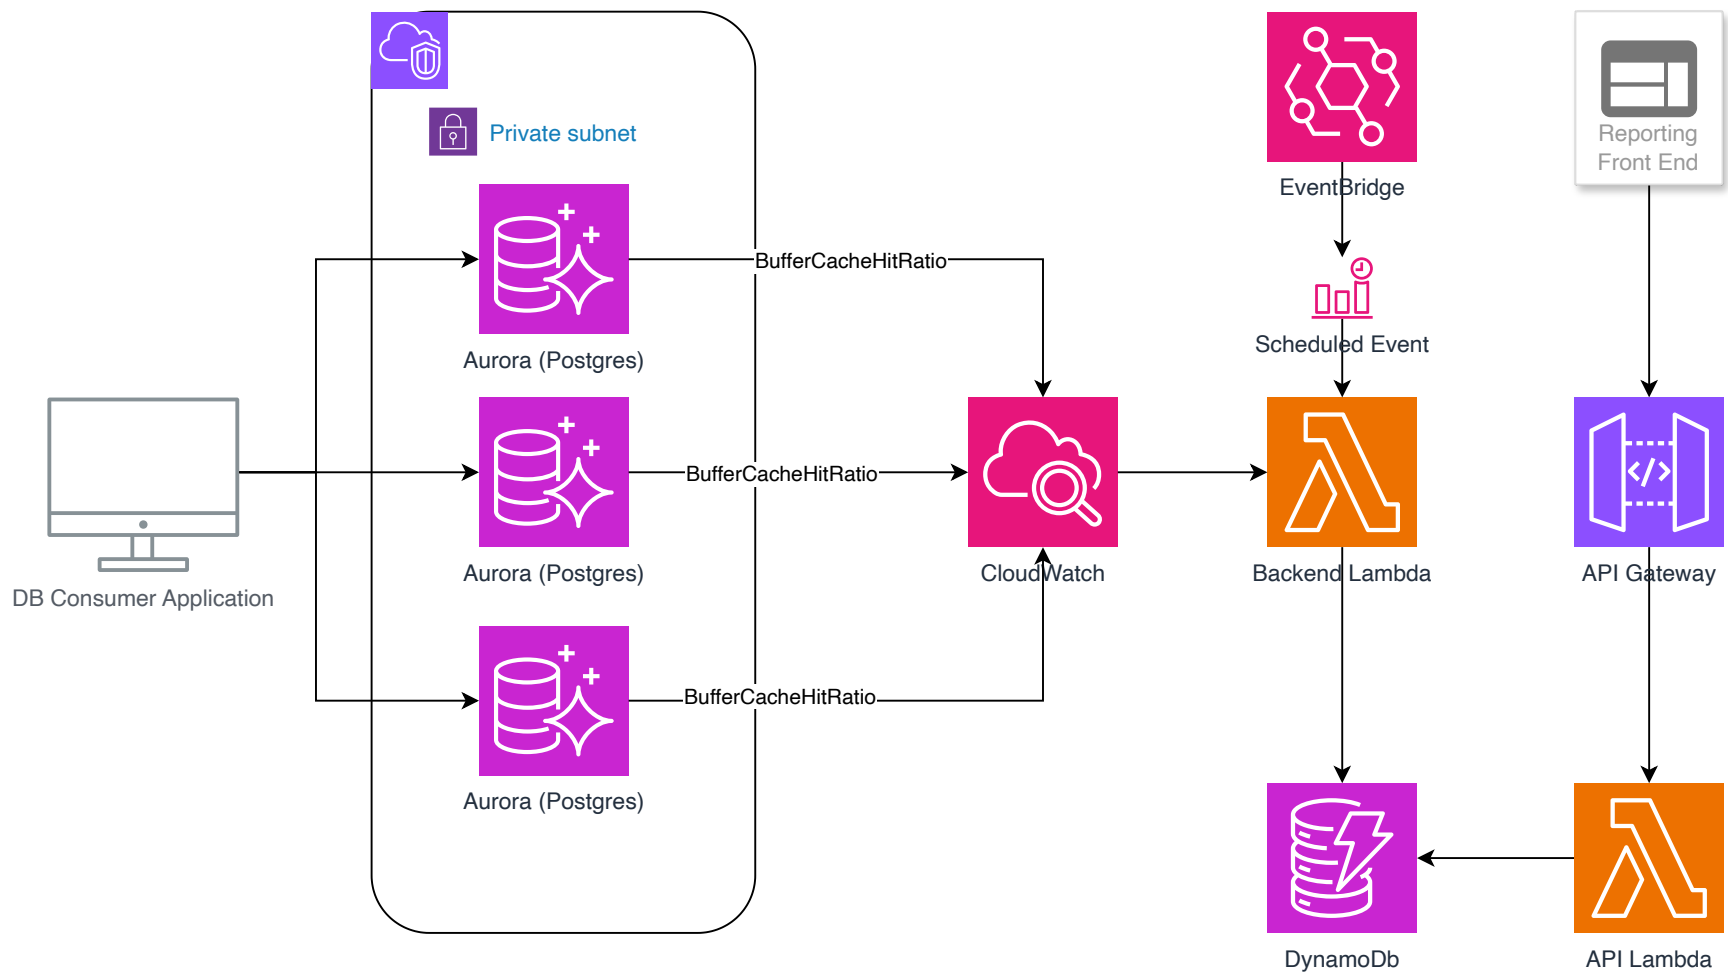 Private subnet
EventBridge
Reporting
Front End
BufferCacheHitRatio
Scheduled Event
Aurora (Postgres)
BufferCacheHitRatio
DB Consumer Application
Aurora (Postgres)
CloudWatch
Backend Lambda
API Gateway
BufferCacheHitRatio
Aurora (Postgres)
DynamoDb
API Lambda